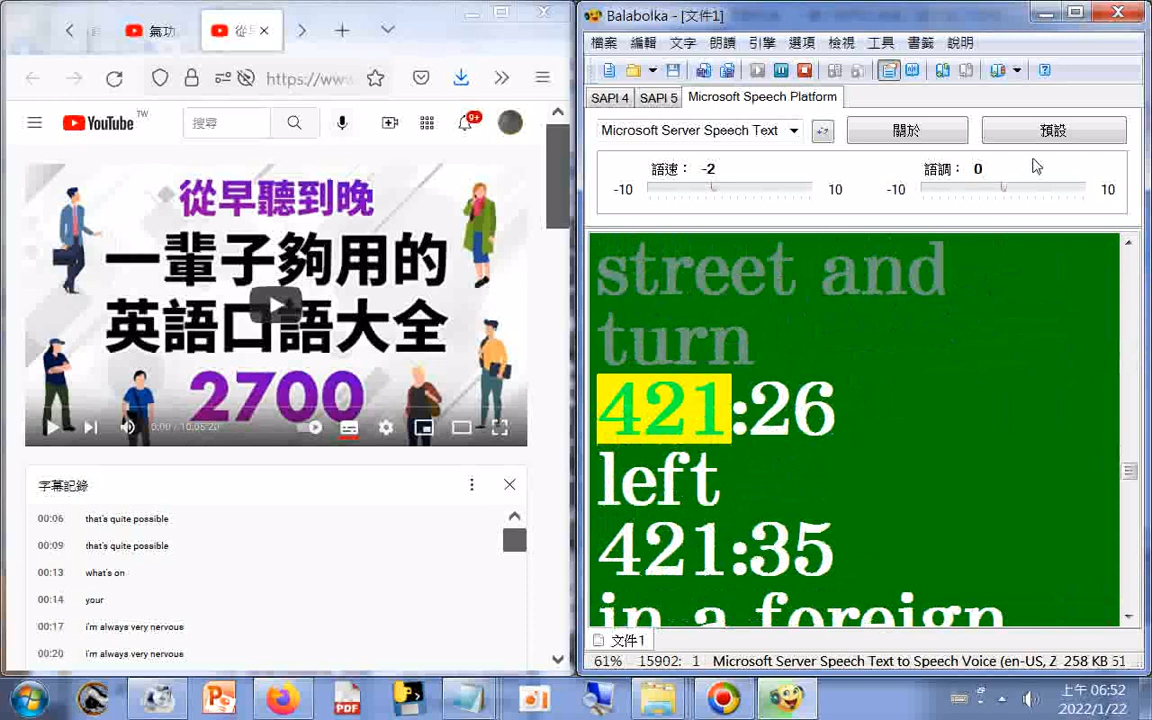 氣功
從
https://www
YouTube TW
搜尋
9+
從早聽到晚
一輩子夠用的
英語口語大全
2700
0:00 / 10:05:20
字幕記錄
00:06 that's quite possible
00:09 that's quite possible
00:13 what's on
00:14 your
00:17 i'm always very nervous
00:20 i'm always very nervous
Balabolka - [文件1]
檔案 編輯 文字 朗讀 引擎 選項 檢視 工具 書籤 說明
SAPI 4 SAPI 5 Microsoft Speech Platform
Microsoft Server Speech Text 關於 預設
語速： -2 語調： 0
-10 10 -10 10
street and
turn
421:26
left
421:35
in a foreign
文件1
61% 15902: 1 Microsoft Server Speech Text to Speech Voice (en-US, Z 258 KB 51
PDF
上午 06:52
2022/1/22